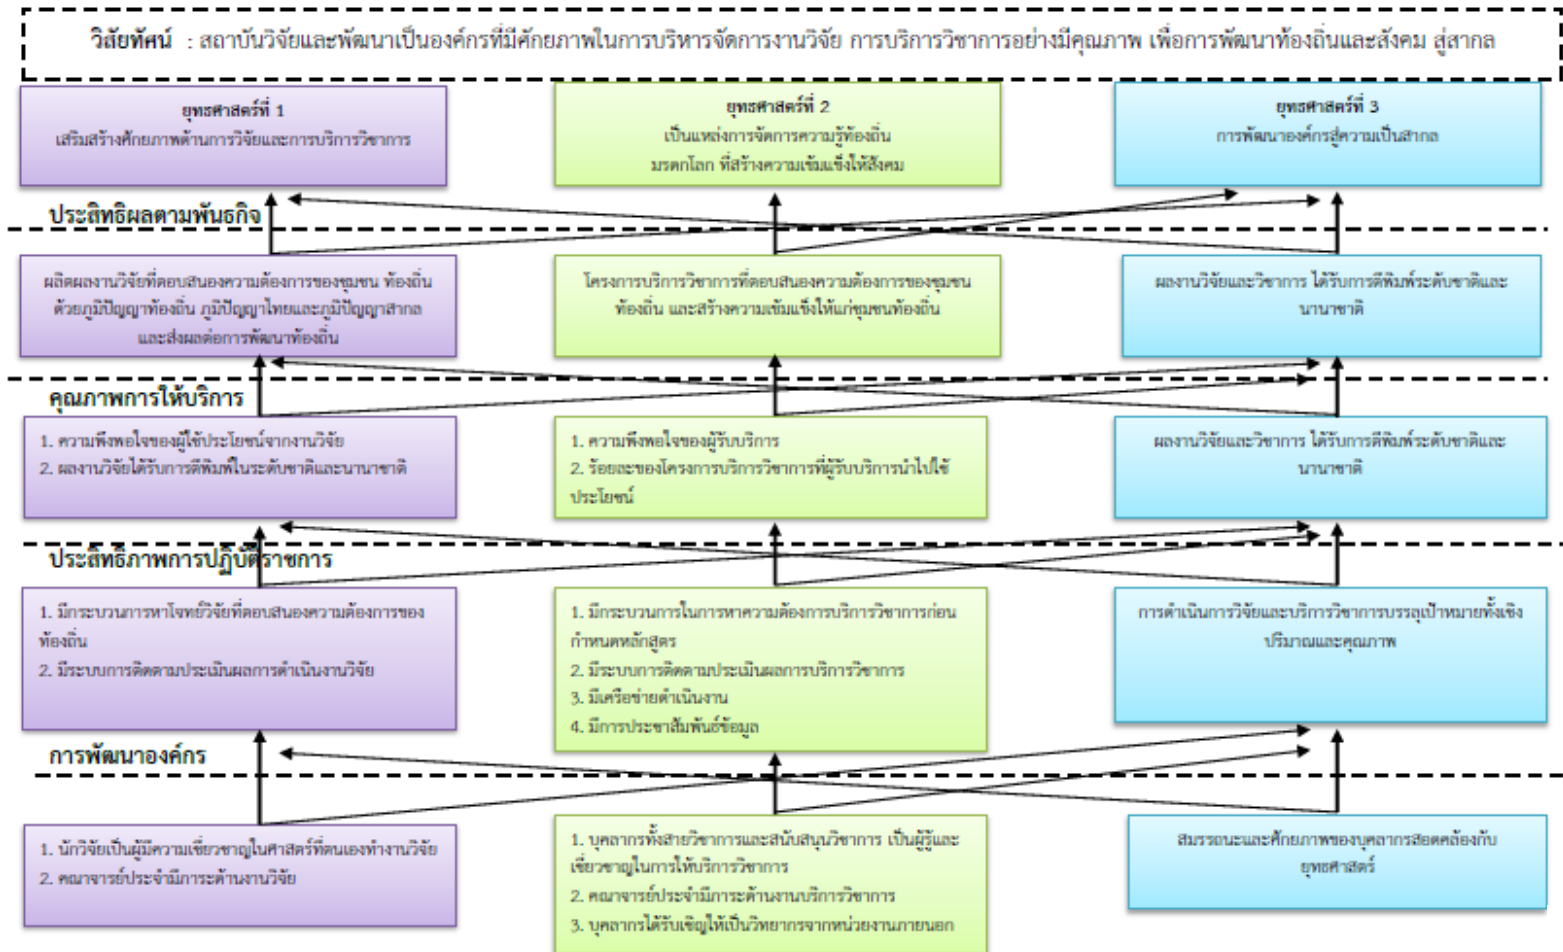 วิสัยทัศน์ : สถาบันวิจัยและพัฒนาเป็นองค์กรที่มีศักยภาพในการบริหารจัดการงานวิจัย การบริการวิชาการอย่างมีคุณภาพ เพื่อการพัฒนาท้องถิ่นและสังคม สู่สากล
ยุทธศาสตร์ที่ 1
เสริมสร้างศักยภาพด้านการวิจัยและการบริการวิชาการ
ยุทธศาสตร์ที่ 2
เป็นแหล่งการจัดการความรู้ท้องถิ่น
มรดกโลก ที่สร้างความเข้มแข็งให้สังคม
ยุทธศาสตร์ที่ 3
การพัฒนาองค์กรสู่ความเป็นสากล
ประสิทธิผลตามพันธกิจ
ผลิตผลงานวิจัยที่ตอบสนองความต้องการของชุมชน ท้องถิ่น
ด้วยภูมิปัญญาท้องถิ่น ภูมิปัญญาไทยและภูมิปัญญาสากล
และส่งผลต่อการพัฒนาท้องถิ่น
โครงการบริการวิชาการที่ตอบสนองความต้องการของชุมชน
ท้องถิ่น และสร้างความเข้มแข็งให้แก่ชุมชนท้องถิ่น
ผลงานวิจัยและวิชาการ ได้รับการตีพิมพ์ระดับชาติและ
นานาชาติ
คุณภาพการให้บริการ
1. ความพึงพอใจของผู้ใช้ประโยชน์จากงานวิจัย
2. ผลงานวิจัยได้รับการตีพิมพ์ในระดับชาติและนานาชาติ
1. ความพึงพอใจของผู้รับบริการ
2. ร้อยละของโครงการบริการวิชาการที่ผู้รับบริการนำไปใช้
ประโยชน์
ผลงานวิจัยและวิชาการ ได้รับการตีพิมพ์ระดับชาติและ
นานาชาติ
ประสิทธิภาพการปฏิบัติราชการ
1. มีกระบวนการหาโจทย์วิจัยที่ตอบสนองความต้องการของ
ท้องถิ่น
2. มีระบบการติดตามประเมินผลการดำเนินงานวิจัย
1. มีกระบวนการในการหาความต้องการบริการวิชาการก่อน
กำหนดหลักสูตร
2. มีระบบการติดตามประเมินผลการบริการวิชาการ
3. มีเครือข่ายดำเนินงาน
4. มีการประชาสัมพันธ์ข้อมูล
การดำเนินการวิจัยและบริการวิชาการบรรลุเป้าหมายทั้งเชิง
ปริมาณและคุณภาพ
การพัฒนาองค์กร
1. นักวิจัยเป็นผู้มีความเชี่ยวชาญในศาสตร์ที่ตนเองทำงานวิจัย
2. คณาจารย์ประจำมีภาระด้านงานวิจัย
1. บุคลากรทั้งสายวิชาการและสนับสนุนวิชาการ เป็นผู้รู้และ
เชี่ยวชาญในการให้บริการวิชาการ
2. คณาจารย์ประจำมีภาระด้านงานบริการวิชาการ
3. บุคลากรได้รับเชิญให้เป็นวิทยากรจากหน่วยงานภายนอก
สมรรถนะและศักยภาพของบุคลากรสอดคล้องกับ
ยุทธศาสตร์